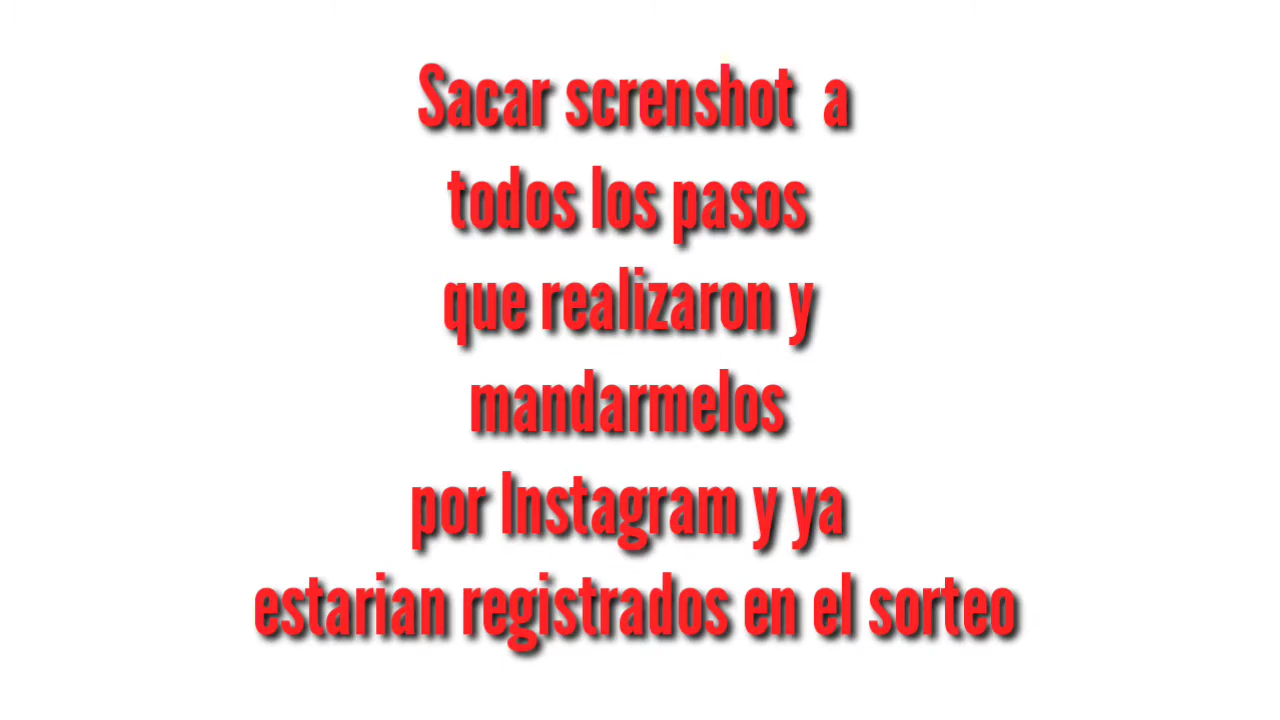 Sacar screnshot a
todos los pasos
que realizaron y
mandarmelos
por Instagram y ya
estarian registrados en el sorteo